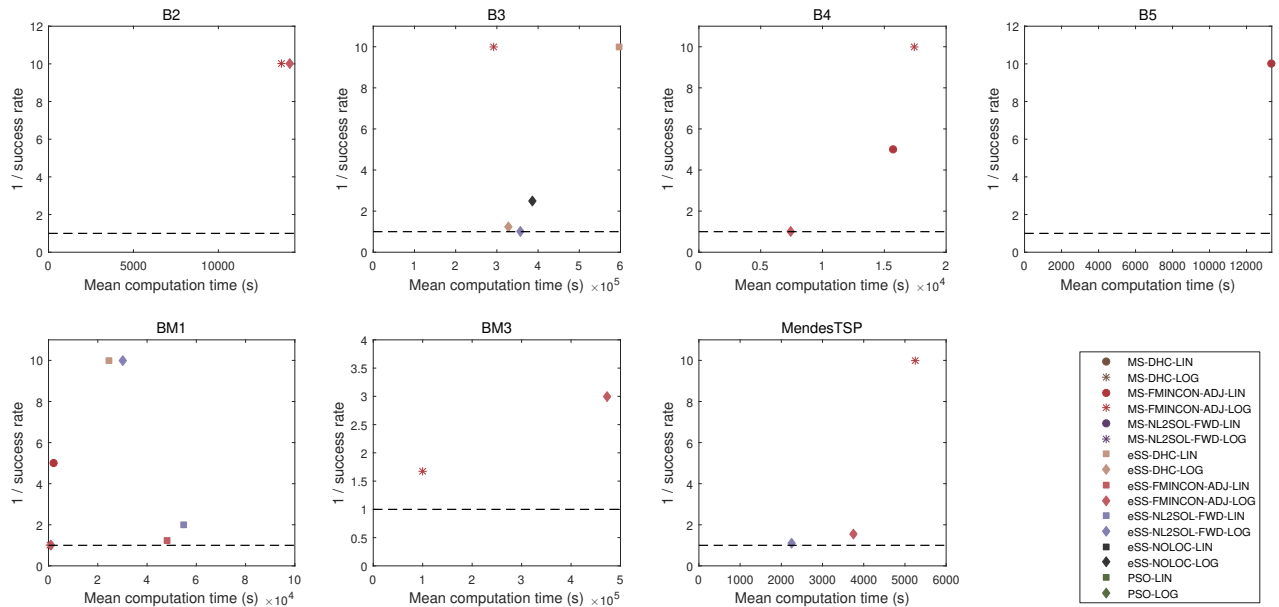 B2
12
10
8
6
4
2
0
1 / success rate
0 5000 10000
Mean computation time (s)
B3
12
10
8
6
4
2
0
1 / success rate
0 1 2 3 4 5 6
Mean computation time (s) ×10^5
B4
12
10
8
6
4
2
0
1 / success rate
0 0.5 1 1.5 2
Mean computation time (s) ×10^4
B5
12
10
8
6
4
2
0
1 / success rate
0 2000 4000 6000 8000 10000 12000
Mean computation time (s)
BM1
10
8
6
4
2
0
1 / success rate
0 2 4 6 8 10
Mean computation time (s) ×10^4
BM3
4
3.5
3
2.5
2
1.5
1
0.5
0
1 / success rate
0 1 2 3 4 5
Mean computation time (s) ×10^5
MendesTSP
10
8
6
4
2
0
1 / success rate
0 1000 2000 3000 4000 5000 6000
Mean computation time (s)
MS-DHC-LIN
MS-DHC-LOG
MS-FMINCON-ADJ-LIN
MS-FMINCON-ADJ-LOG
MS-NL2SOL-FWD-LIN
MS-NL2SOL-FWD-LOG
eSS-DHC-LIN
eSS-DHC-LOG
eSS-FMINCON-ADJ-LIN
eSS-FMINCON-ADJ-LOG
eSS-NL2SOL-FWD-LIN
eSS-NL2SOL-FWD-LOG
eSS-NOLOC-LIN
eSS-NOLOC-LOG
PSO-LIN
PSO-LOG